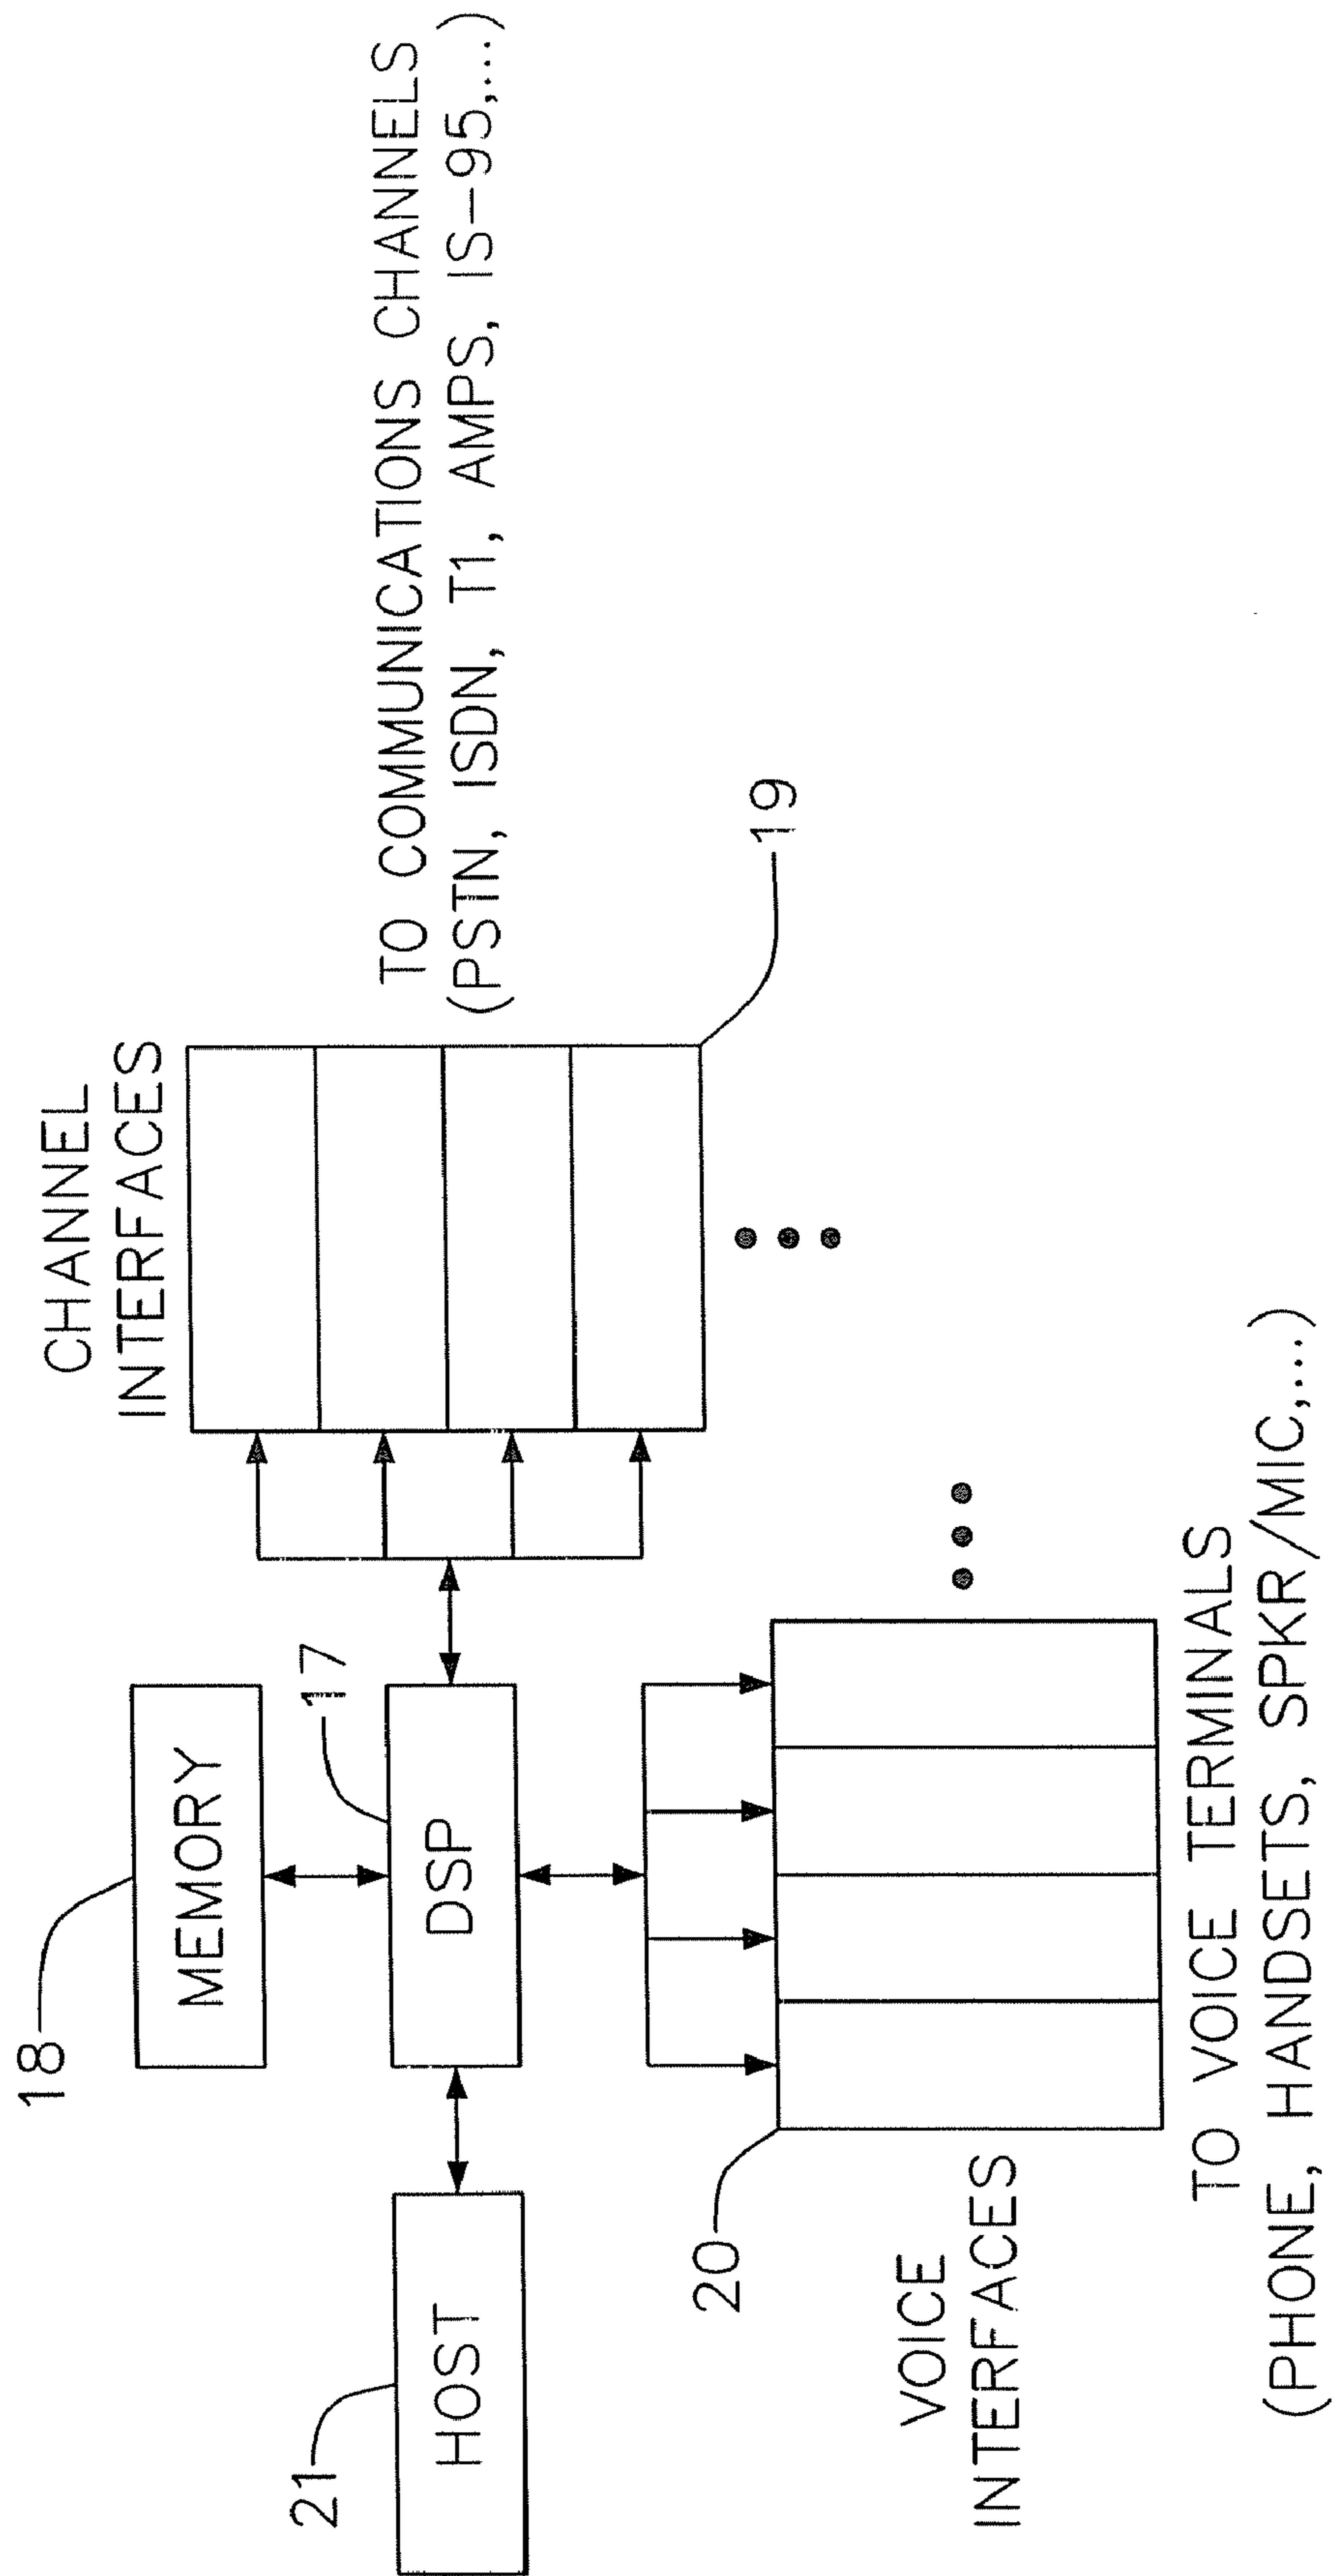 CHANNEL
INTERFACES
TO COMMUNICATIONS CHANNELS
(PSTN, ISDN, T1, AMPS, IS-95,...)
19
18
MEMORY
17
DSP
21
HOST
20
VOICE
INTERFACES
TO VOICE TERMINALS
(PHONE, HANDSETS, SPKR/MIC,...)